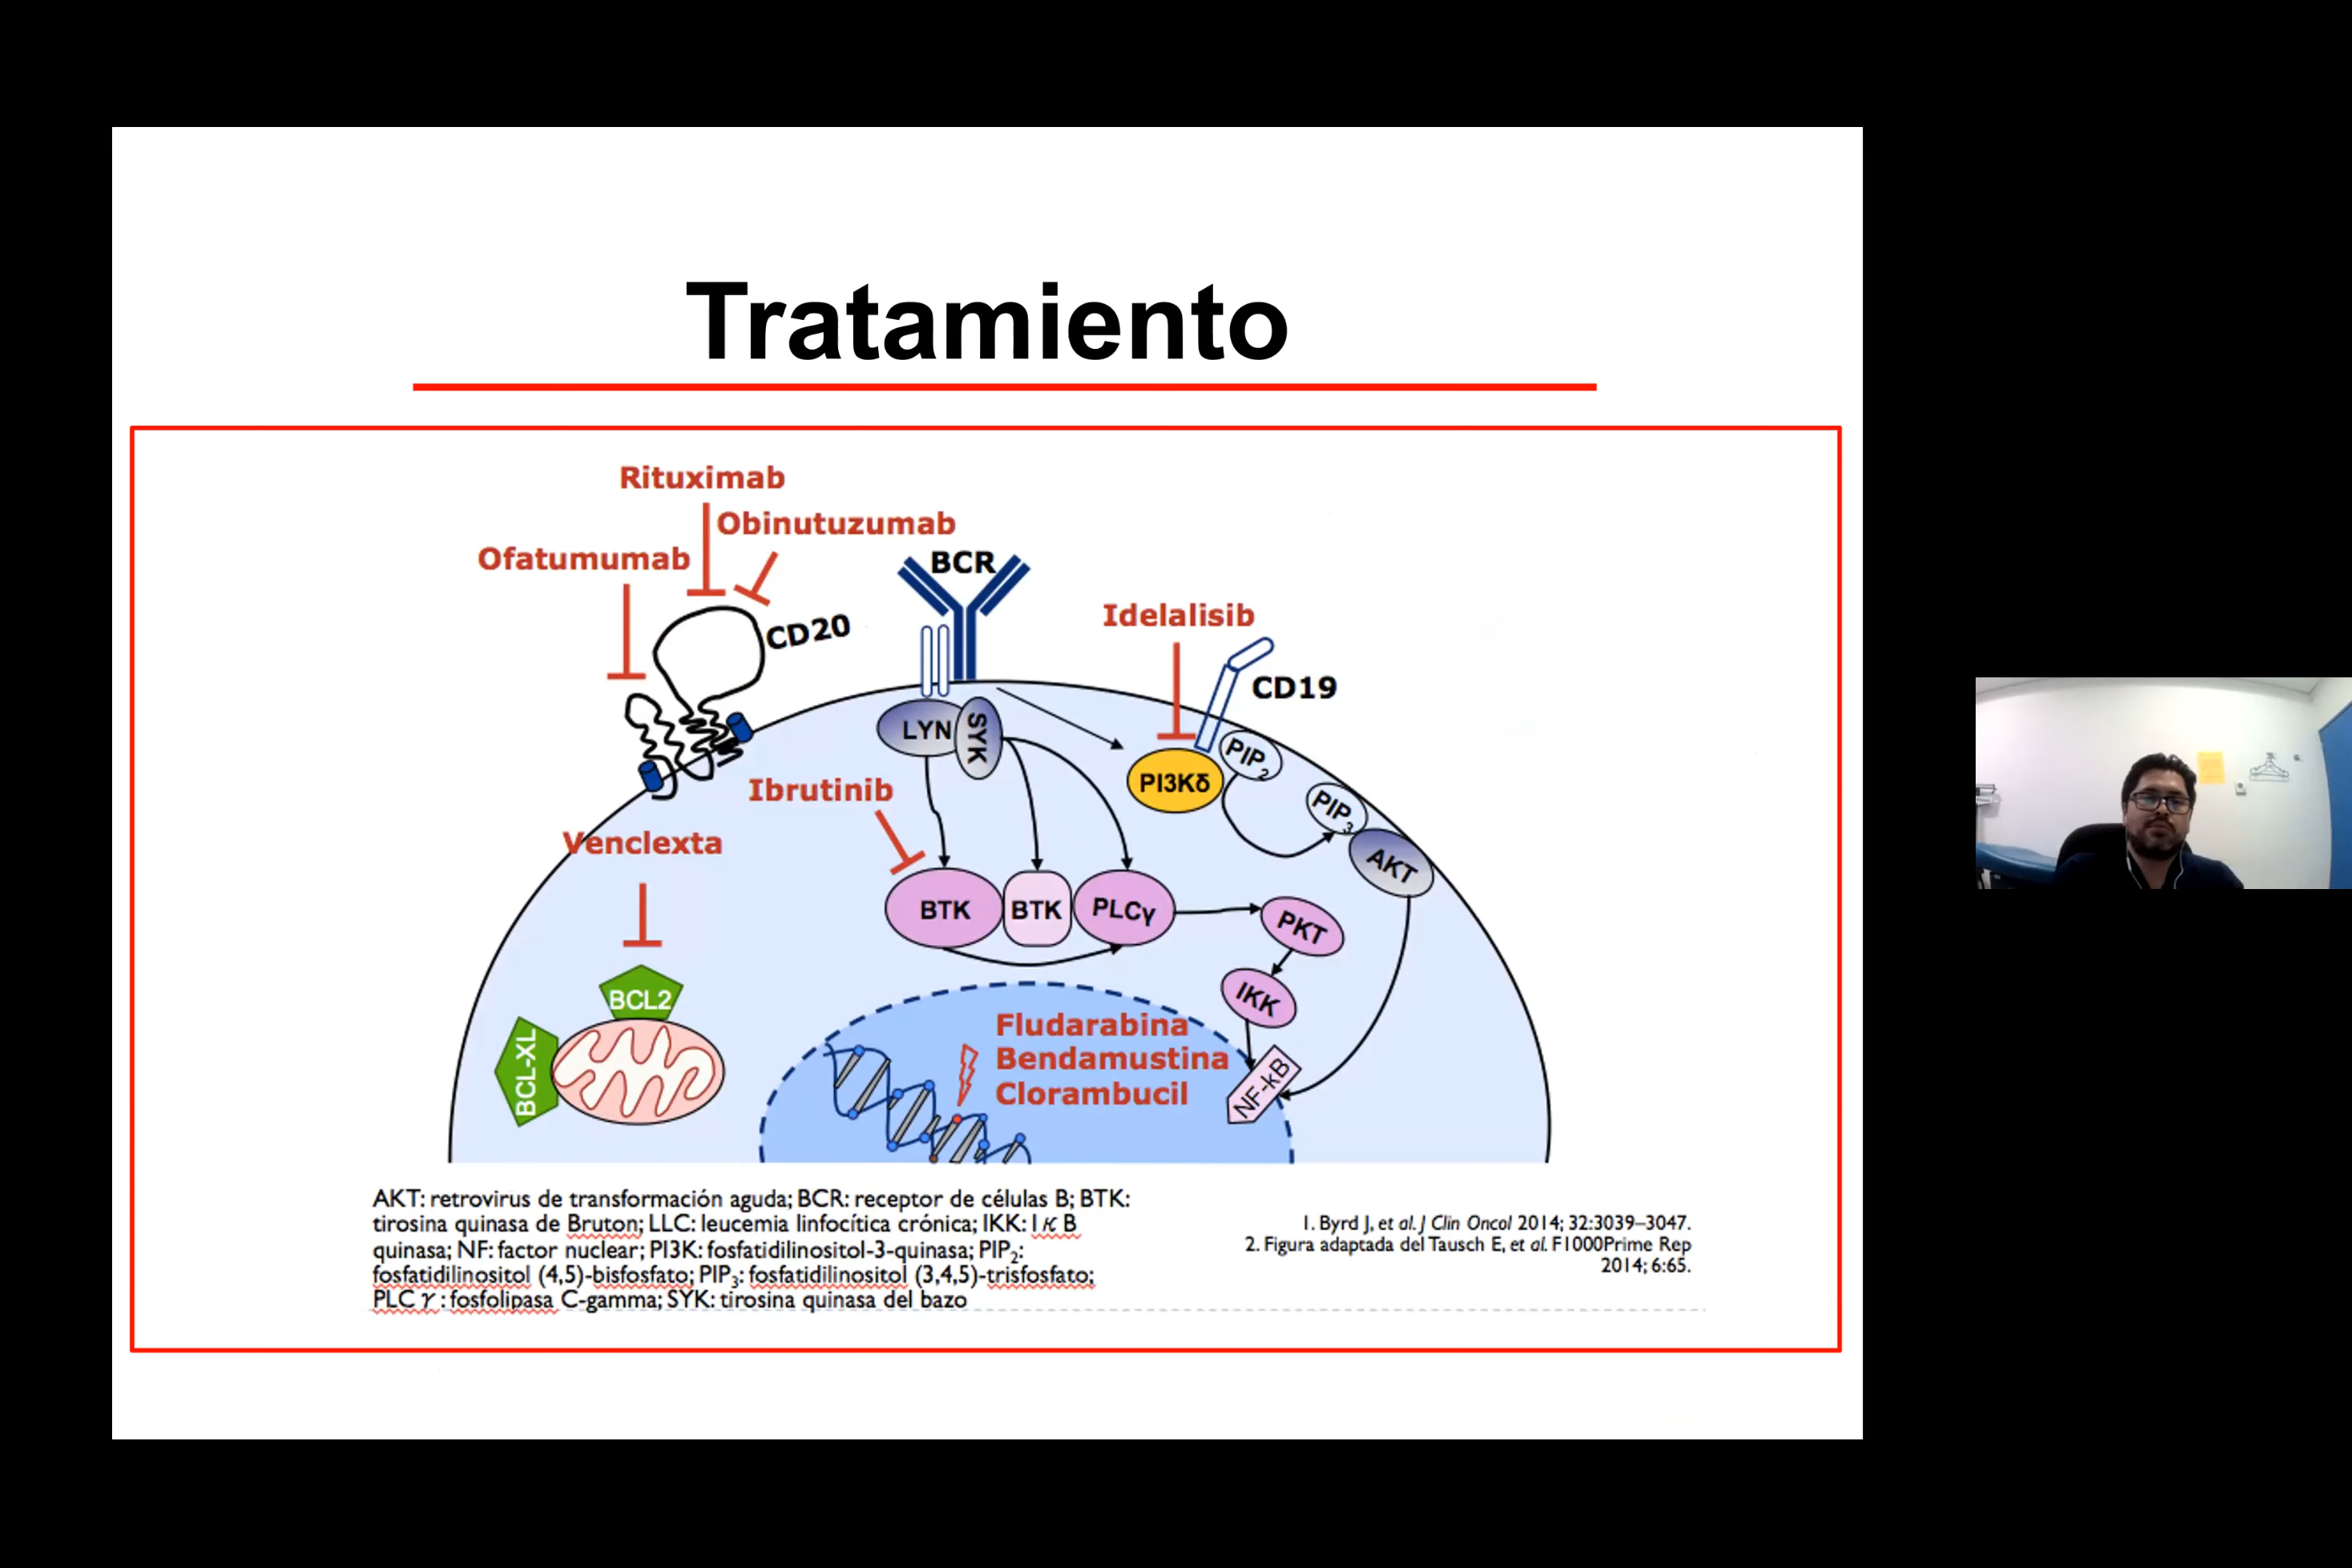 Tratamiento
Rituximab
Obinutuzumab
Ofatumumab
BCR
CD20
Idelalisib
CD19
LYN
SYK
PI3Kδ
PIP2
PIP3
AKT
Ibrutinib
Venclexta
BTK
BTK
PLCγ
PKT
IKK
NF-kB
BCL2
BCL-XL
Fludarabina
Bendamustina
Clorambucil
AKT: retrovirus de transformación aguda; BCR: receptor de células B; BTK:
tirosina quinasa de Bruton; LLC: leucemia linfocítica crónica; IKK: I κ B
quinasa; NF: factor nuclear; PI3K: fosfatidilinositol-3-quinasa; PIP2:
fosfatidilinositol (4,5)-bisfosfato; PIP3: fosfatidilinositol (3,4,5)-trisfosfato;
PLC γ : fosfolipasa C-gamma; SYK: tirosina quinasa del bazo
1. Byrd J, et al. J Clin Oncol 2014; 32:3039–3047.
2. Figura adaptada del Tausch E, et al. F1000Prime Rep
2014; 6:65.